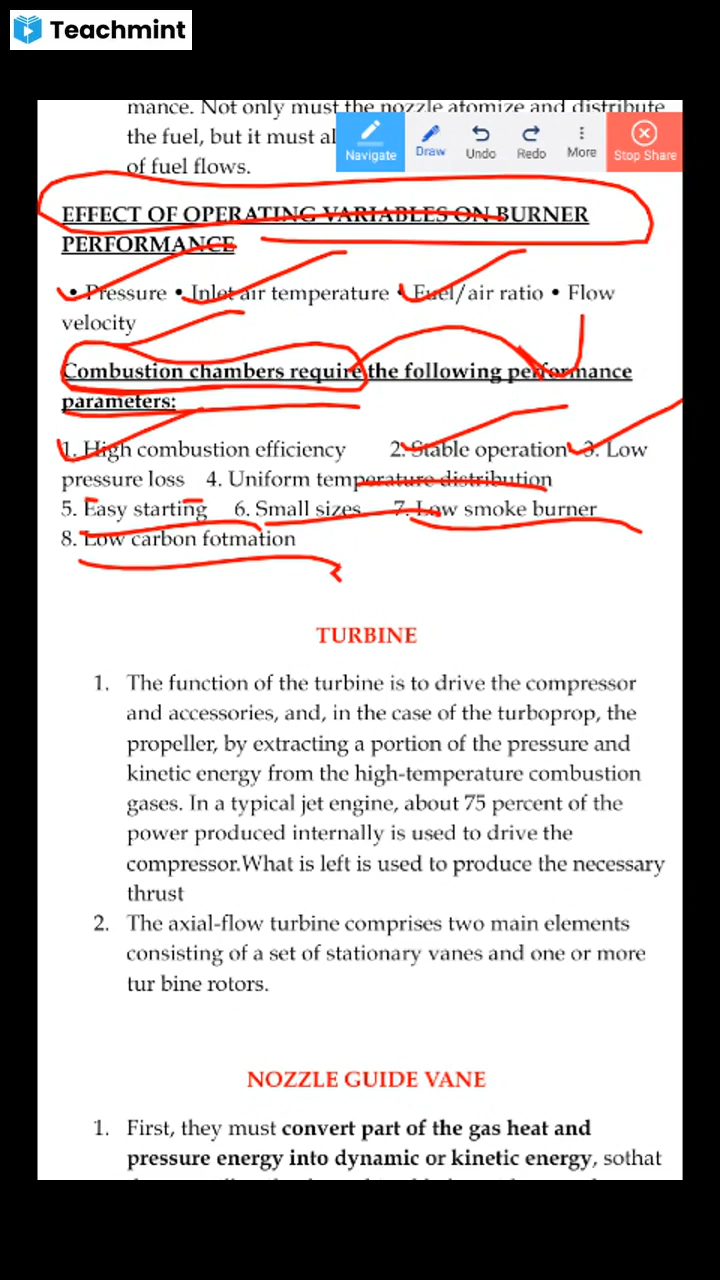 Teachmint
mance. Not only must the nozzle atomize and distribute
the fuel, but it must al
of fuel flows.
Navigate Draw Undo Redo More Stop Share
EFFECT OF OPERATING VARIABLES ON BURNER
PERFORMANCE
• Pressure • Inlet air temperature • Fuel/air ratio • Flow
velocity
Combustion chambers require the following performance
parameters:
1. High combustion efficiency 2. Stable operation 3. Low
pressure loss 4. Uniform temperature distribution
5. Easy starting 6. Small sizes 7. Low smoke burner
8. Low carbon fotmation
TURBINE
1. The function of the turbine is to drive the compressor
and accessories, and, in the case of the turboprop, the
propeller, by extracting a portion of the pressure and
kinetic energy from the high-temperature combustion
gases. In a typical jet engine, about 75 percent of the
power produced internally is used to drive the
compressor.What is left is used to produce the necessary
thrust
2. The axial-flow turbine comprises two main elements
consisting of a set of stationary vanes and one or more
tur bine rotors.
NOZZLE GUIDE VANE
1. First, they must convert part of the gas heat and
pressure energy into dynamic or kinetic energy, sothat